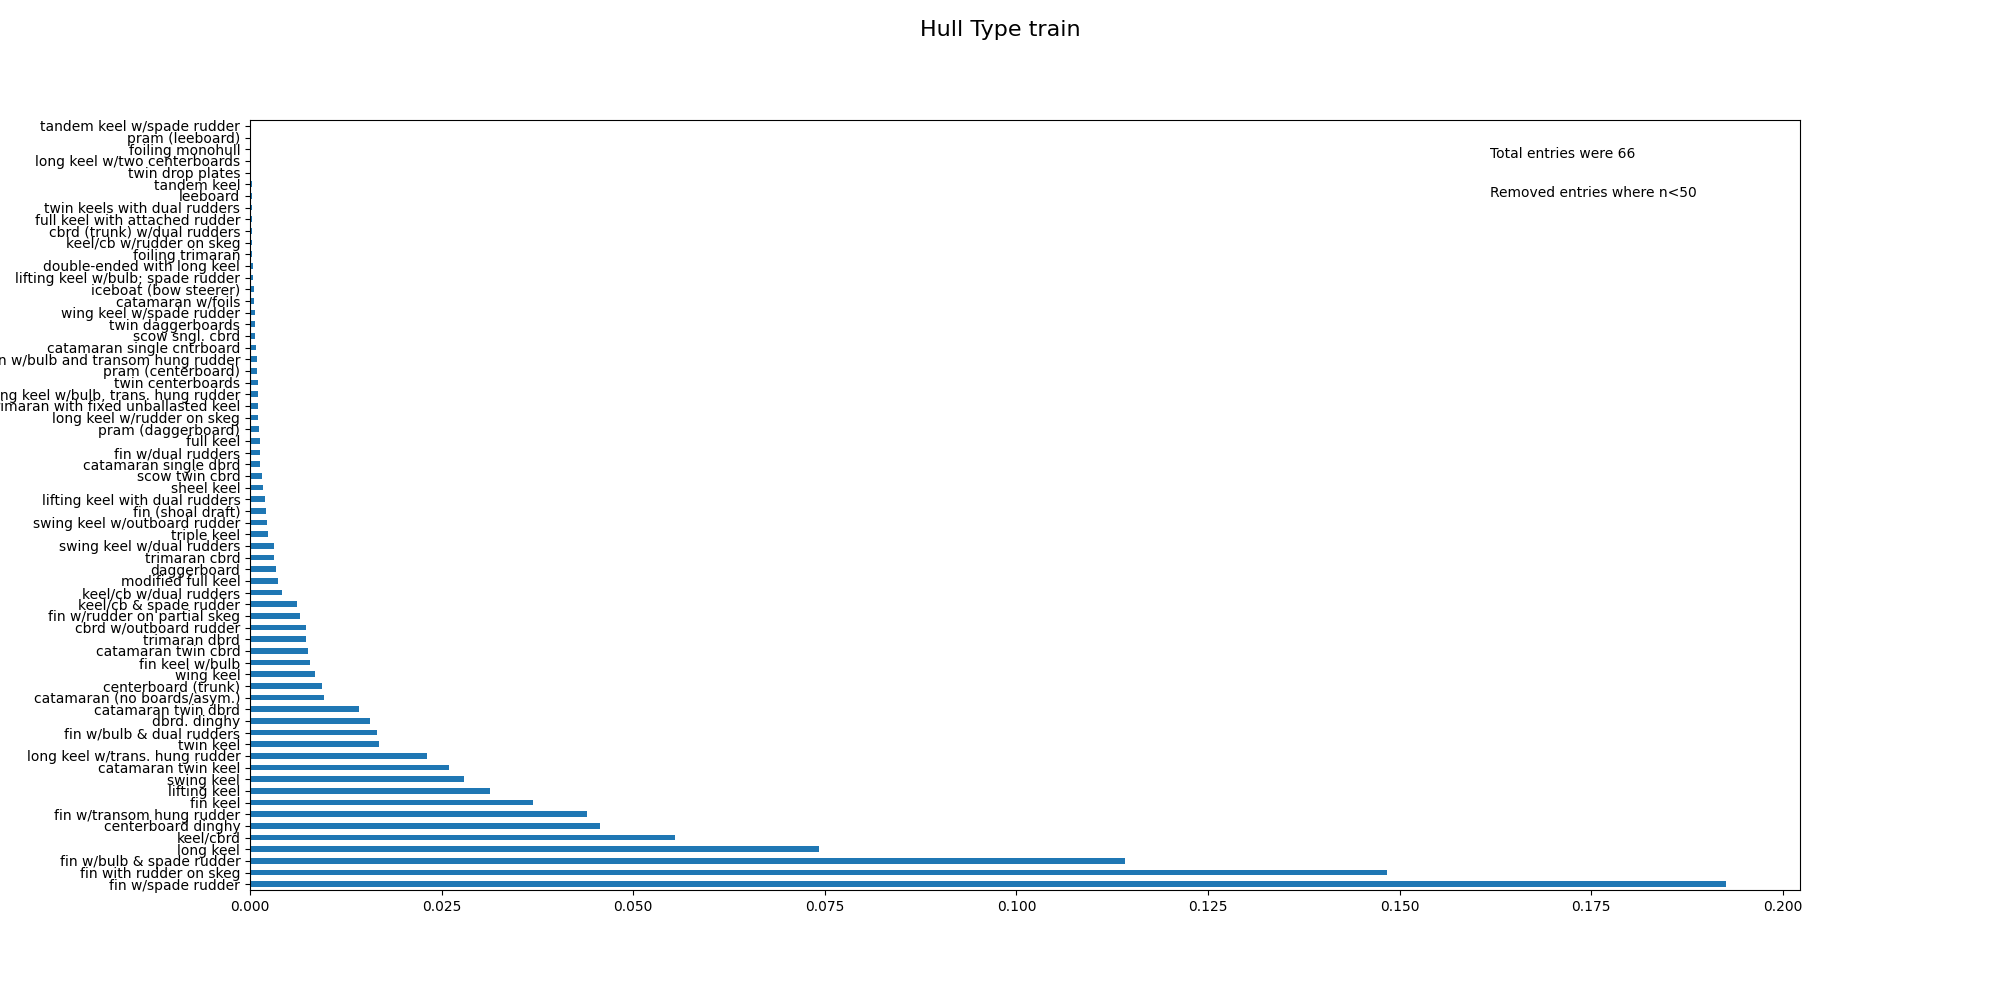 Hull Type train
tandem keel w/spade rudder
pram (leeboard)
foiling monohull
long keel w/two centerboards
twin drop plates
tandem keel
leeboard
twin keels with dual rudders
full keel with attached rudder
cbrd (trunk) w/dual rudders
keel/cb w/rudder on skeg
foiling trimaran
double-ended with long keel
lifting keel w/bulb; spade rudder
iceboat (bow steerer)
catamaran w/foils
wing keel w/spade rudder
twin daggerboards
scow sngl. cbrd
catamaran single cntrboard
n w/bulb and transom hung rudder
pram (centerboard)
twin centerboards
ng keel w/bulb, trans. hung rudder
imaran with fixed unballasted keel
long keel w/rudder on skeg
pram (daggerboard)
full keel
fin w/dual rudders
catamaran single dbrd
scow twin cbrd
sheel keel
lifting keel with dual rudders
fin (shoal draft)
swing keel w/outboard rudder
triple keel
swing keel w/dual rudders
trimaran cbrd
daggerboard
modified full keel
keel/cb w/dual rudders
keel/cb & spade rudder
fin w/rudder on partial skeg
cbrd w/outboard rudder
trimaran dbrd
catamaran twin cbrd
fin keel w/bulb
wing keel
centerboard (trunk)
catamaran (no boards/asym.)
catamaran twin dbrd
dbrd. dinghy
fin w/bulb & dual rudders
twin keel
long keel w/trans. hung rudder
catamaran twin keel
swing keel
lifting keel
fin keel
fin w/transom hung rudder
centerboard dinghy
keel/cbrd
long keel
fin w/bulb & spade rudder
fin with rudder on skeg
fin w/spade rudder
Total entries were 66
Removed entries where n<50
0.000 0.025 0.050 0.075 0.100 0.125 0.150 0.175 0.200